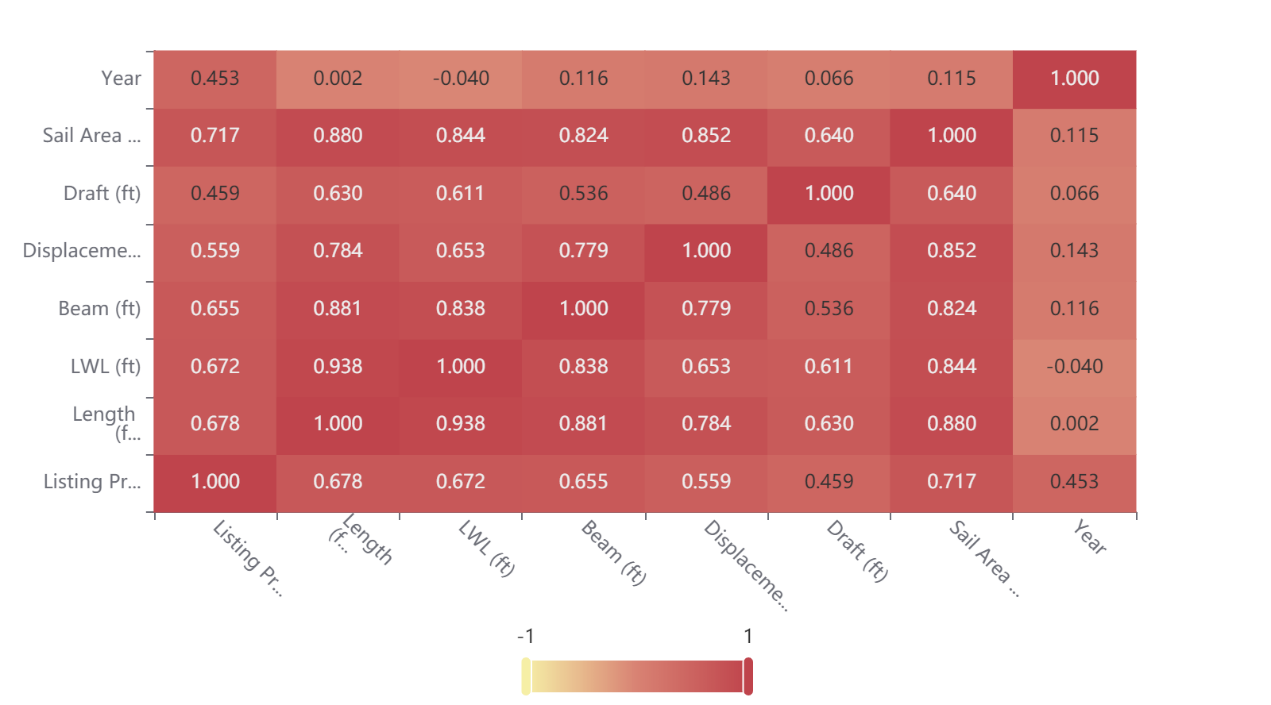 Year 0.453 0.002 -0.040 0.116 0.143 0.066 0.115 1.000
Sail Area ... 0.717 0.880 0.844 0.824 0.852 0.640 1.000 0.115
Draft (ft) 0.459 0.630 0.611 0.536 0.486 1.000 0.640 0.066
Displaceme... 0.559 0.784 0.653 0.779 1.000 0.486 0.852 0.143
Beam (ft) 0.655 0.881 0.838 1.000 0.779 0.536 0.824 0.116
LWL (ft) 0.672 0.938 1.000 0.838 0.653 0.611 0.844 -0.040
Length
(f... 0.678 1.000 0.938 0.881 0.784 0.630 0.880 0.002
Listing Pr... 1.000 0.678 0.672 0.655 0.559 0.459 0.717 0.453
Listing Pr...
Length
(f...
LWL (ft)
Beam (ft)
Displaceme...
Draft (ft)
Sail Area ...
Year
-1 1